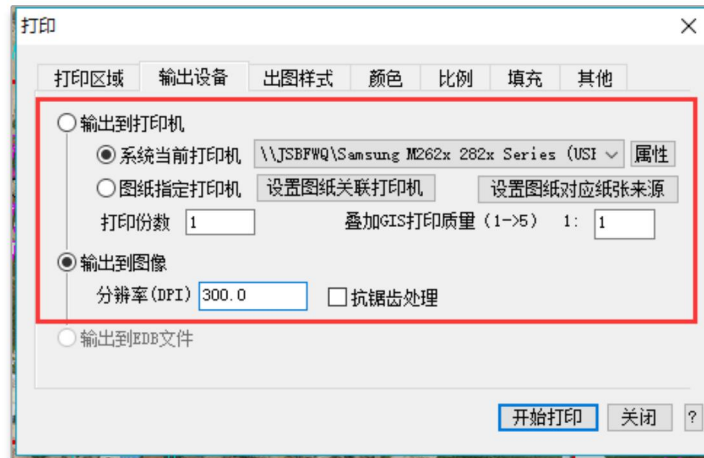 打印
打印区域 输出设备 出图样式 颜色 比例 填充 其他
输出到打印机
系统当前打印机 \\JSBFWQ\Samsung M262x 282x Series (USI 属性
图纸指定打印机 设置图纸关联打印机 设置图纸对应纸张来源
打印份数 1 叠加GIS打印质量 (1->5) 1: 1
输出到图像
分辨率(DPI) 300.0 抗锯齿处理
输出到EDB文件
开始打印 关闭 ?